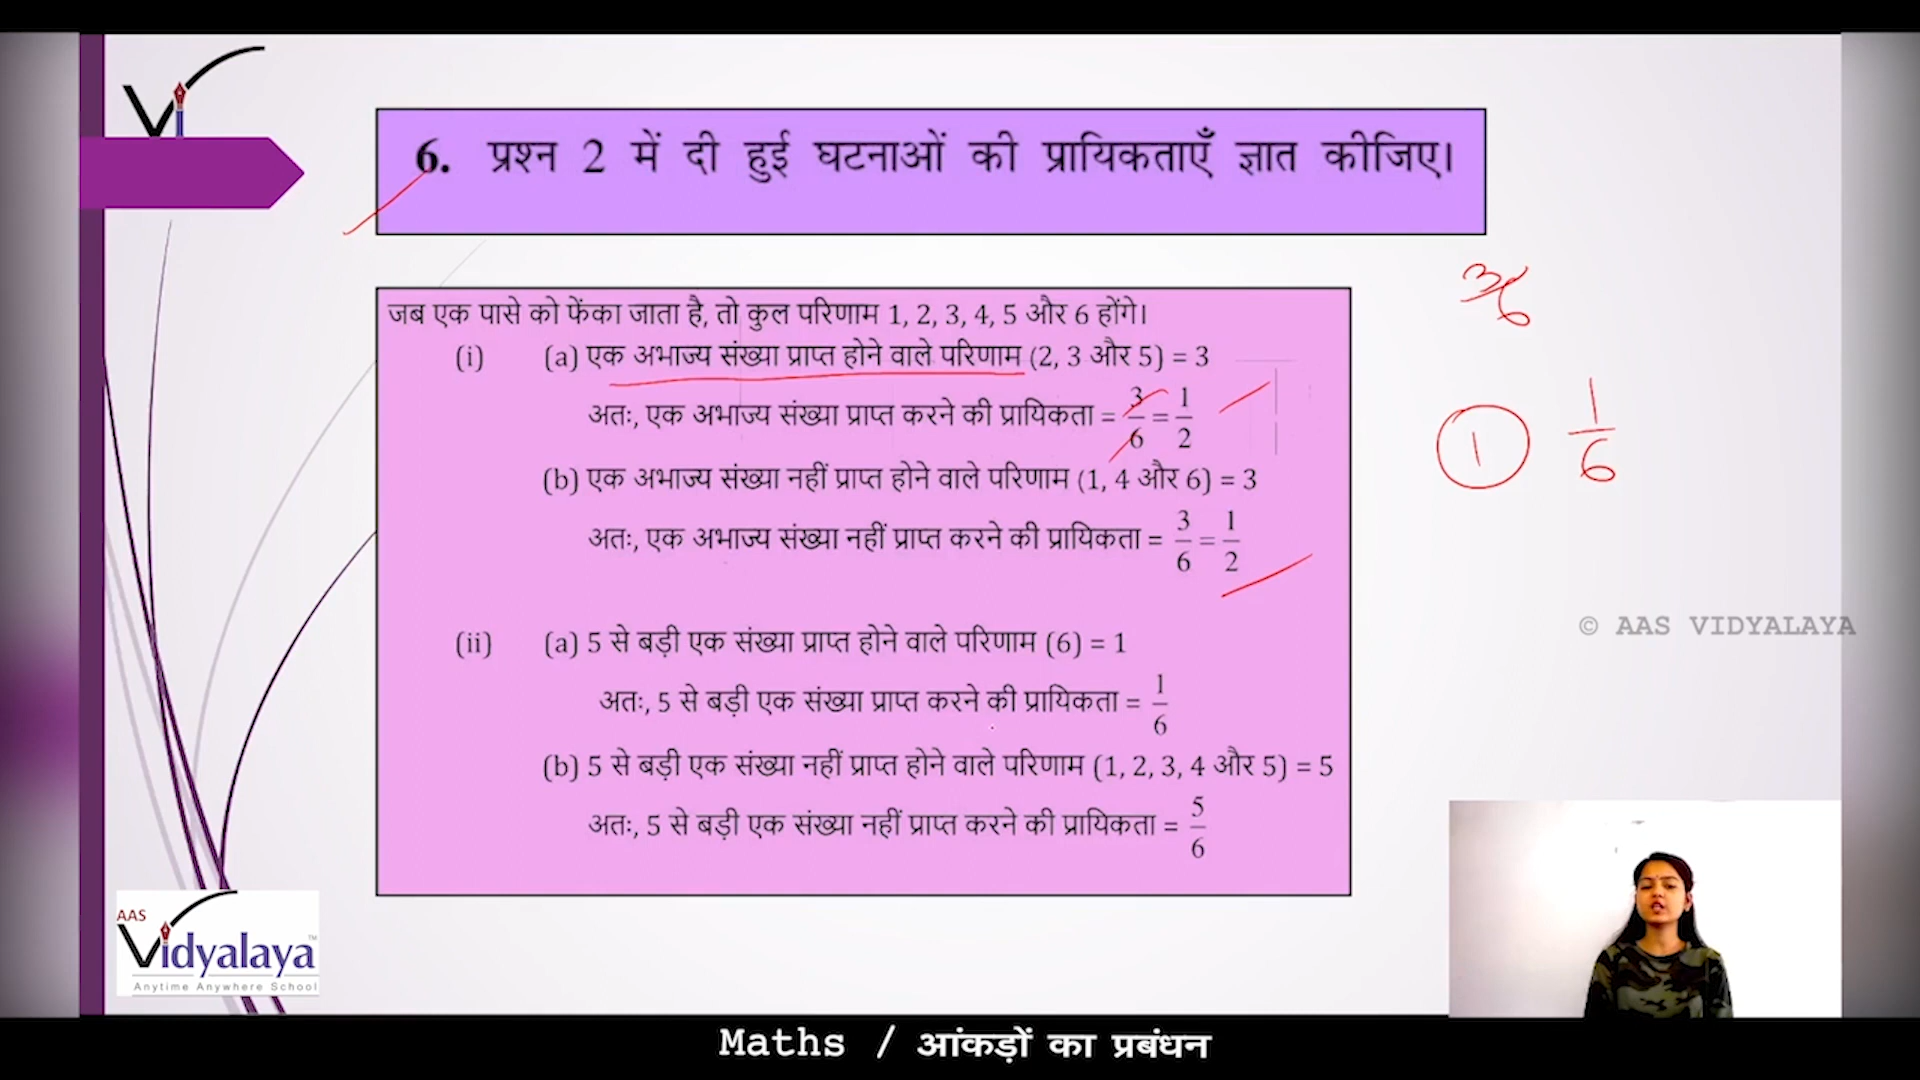 6. प्रश्न 2 में दी हुई घटनाओं की प्रायिकताएँ ज्ञात कीजिए।
जब एक पासे को फेंका जाता है, तो कुल परिणाम 1, 2, 3, 4, 5 और 6 होंगे।
(i) (a) एक अभाज्य संख्या प्राप्त होने वाले परिणाम (2, 3 और 5) = 3
अतः, एक अभाज्य संख्या प्राप्त करने की प्रायिकता = 3/6 = 1/2
(b) एक अभाज्य संख्या नहीं प्राप्त होने वाले परिणाम (1, 4 और 6) = 3
अतः, एक अभाज्य संख्या नहीं प्राप्त करने की प्रायिकता = 3/6 = 1/2
(ii) (a) 5 से बड़ी एक संख्या प्राप्त होने वाले परिणाम (6) = 1
अतः, 5 से बड़ी एक संख्या प्राप्त करने की प्रायिकता = 1/6
(b) 5 से बड़ी एक संख्या नहीं प्राप्त होने वाले परिणाम (1, 2, 3, 4 और 5) = 5
अतः, 5 से बड़ी एक संख्या नहीं प्राप्त करने की प्रायिकता = 5/6
3/6
1 1/6
© AAS VIDYALAYA
AAS
Vidyalaya™
Anytime Anywhere School
Maths / आंकड़ों का प्रबंधन